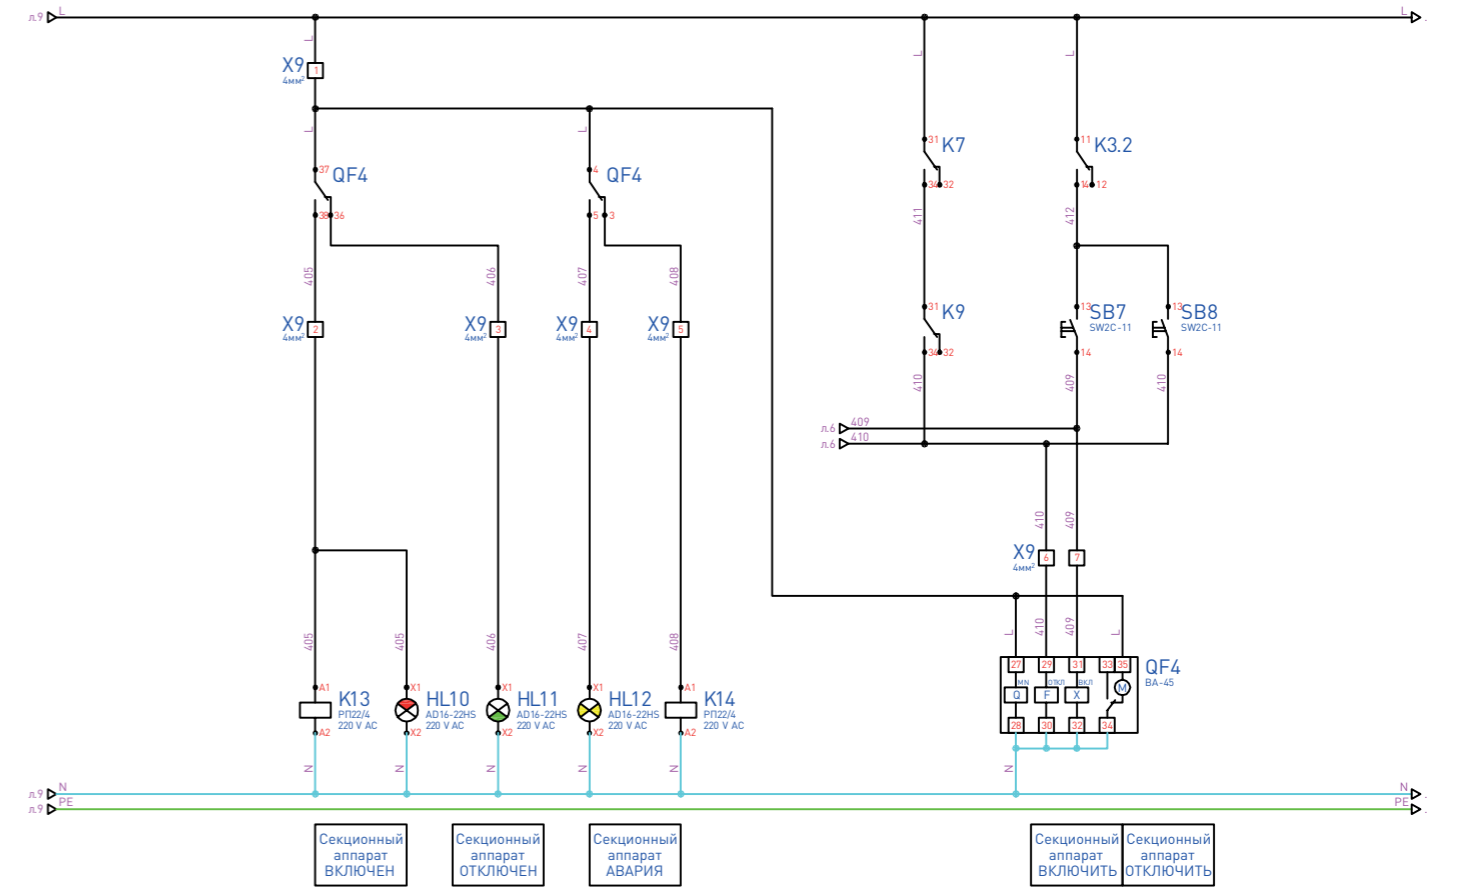 л.9 L L .
L L L
X9 1
4мм²
L L
31 K7 11 K3.2
37 QF4 4 QF4
34 32 14 12
38 36 5 3
411 412
405 406 407 408
31 K9 13 SB7 13 SB8
SW2C-11 SW2C-11
X9 2 X9 3 X9 4 X9 5
4мм² 4мм² 4мм² 4мм²
34 32 14 14
410 409 410
л.6 409
л.6 410
410 409
X9 6 7
4мм²
405 405 406 407 408 L 410 409 L
27 29 31 33 35 QF4
BA-45
MN ОТКЛ ВКЛ
Q F X M
28 30 32 34
A1 K13 X1 HL10 X1 HL11 X1 HL12 A1 K14
РП22/4 AD16-22HS AD16-22HS AD16-22HS РП22/4
220 V AC 220 V AC 220 V AC 220 V AC 220 V AC
A2 X2 X2 X2 A2
N N N N N N
л.9 N N .
л.9 PE PE .
Секционный
аппарат
ВКЛЮЧЕН
Секционный
аппарат
ОТКЛЮЧЕН
Секционный
аппарат
АВАРИЯ
Секционный
аппарат
ВКЛЮЧИТЬ
Секционный
аппарат
ОТКЛЮЧИТЬ